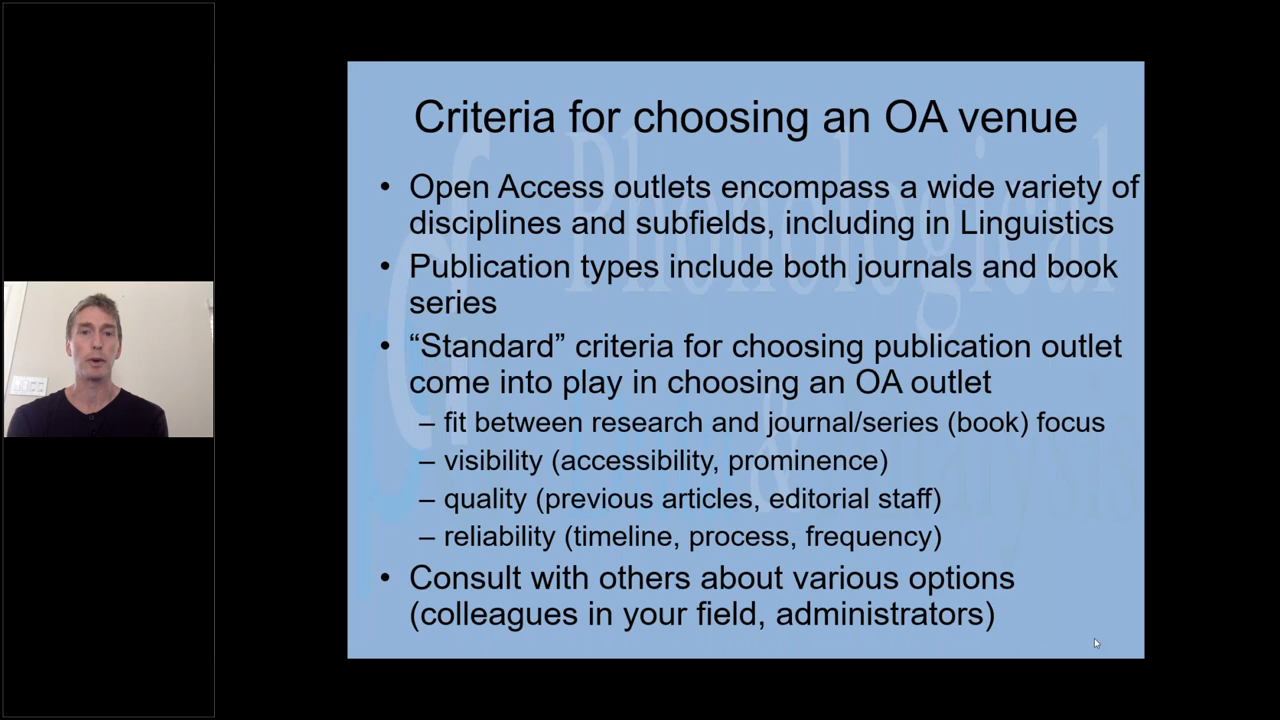 Criteria for choosing an OA venue
• Open Access outlets encompass a wide variety of
disciplines and subfields, including in Linguistics
• Publication types include both journals and book
series
• “Standard” criteria for choosing publication outlet
come into play in choosing an OA outlet
– fit between research and journal/series (book) focus
– visibility (accessibility, prominence)
– quality (previous articles, editorial staff)
– reliability (timeline, process, frequency)
• Consult with others about various options
(colleagues in your field, administrators)
Phonological
Data & Analysis